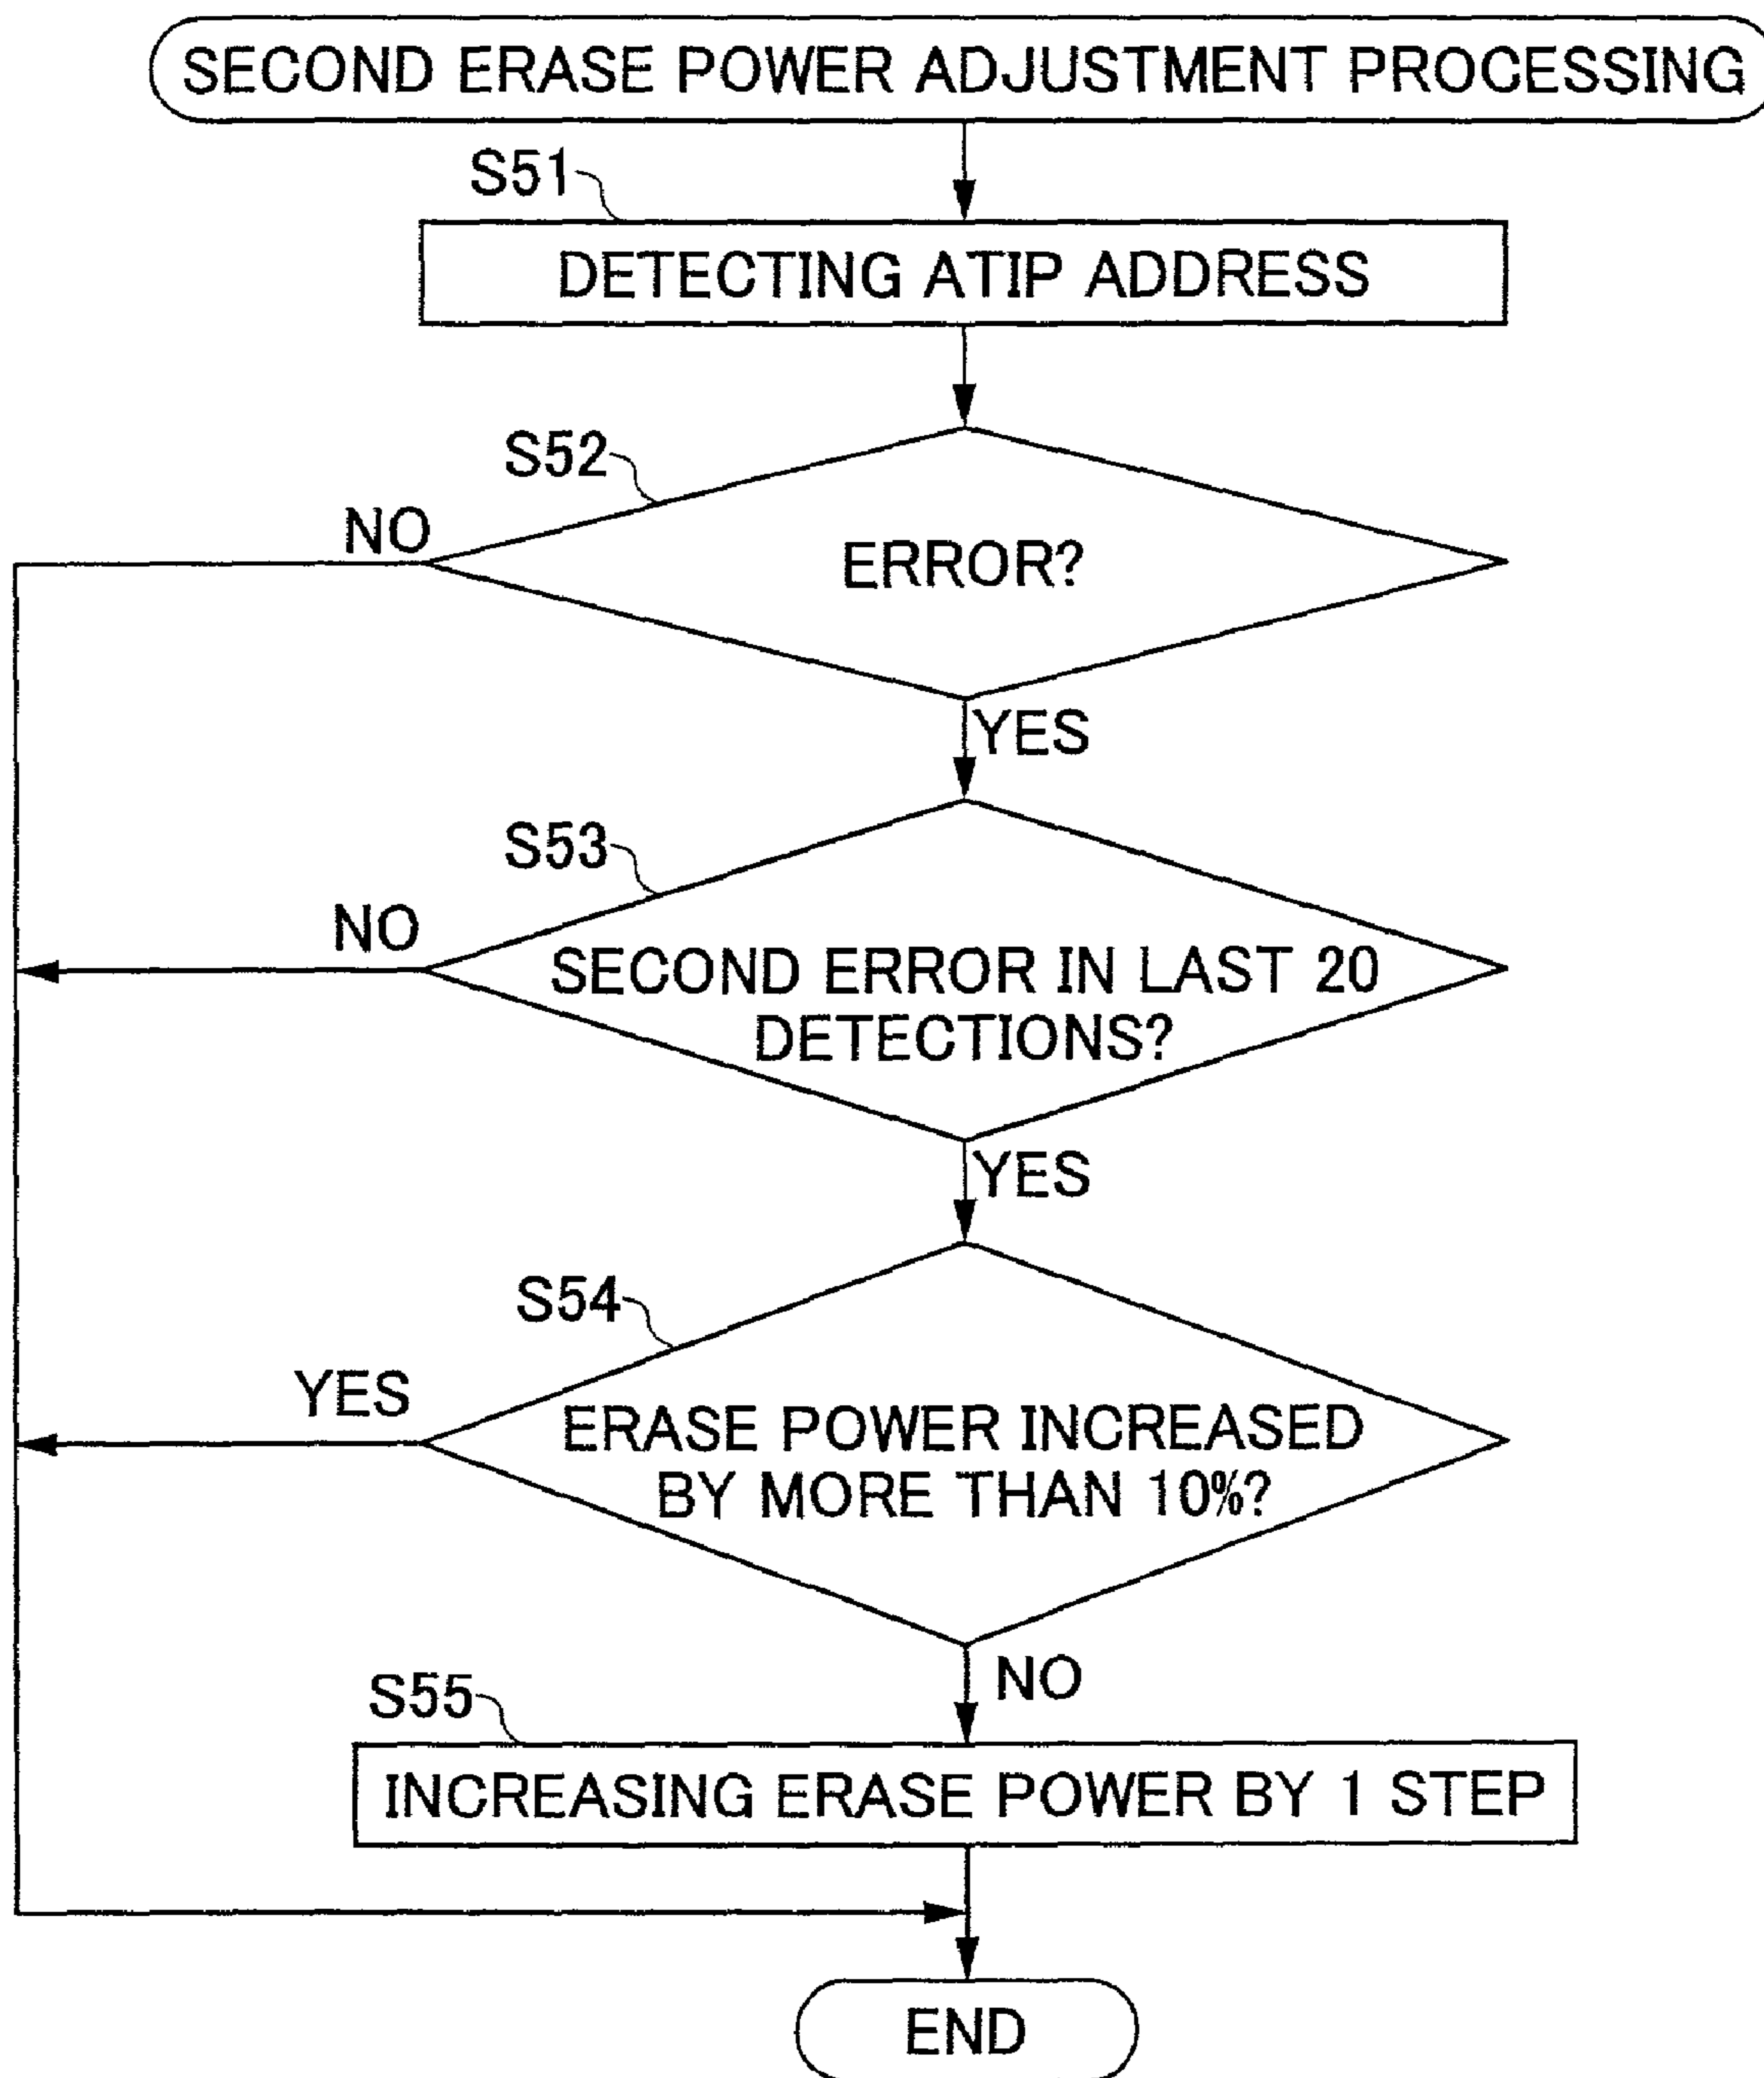 SECOND ERASE POWER ADJUSTMENT PROCESSING
S51
DETECTING ATIP ADDRESS
S52
NO
ERROR?
YES
S53
NO
SECOND ERROR IN LAST 20
DETECTIONS?
YES
S54
YES
ERASE POWER INCREASED
BY MORE THAN 10%?
NO
S55
INCREASING ERASE POWER BY 1 STEP
END